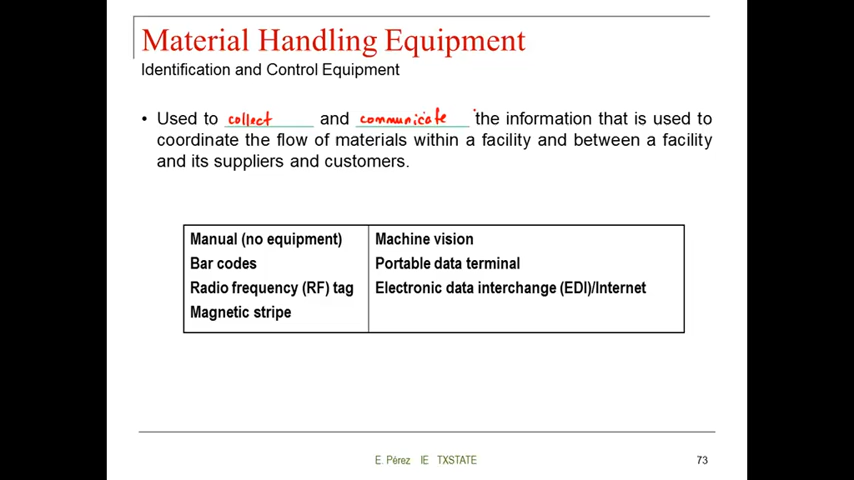 Material Handling Equipment
Identification and Control Equipment
• Used to collect and communicate the information that is used to
coordinate the flow of materials within a facility and between a facility
and its suppliers and customers.
Manual (no equipment) Machine vision
Bar codes Portable data terminal
Radio frequency (RF) tag Electronic data interchange (EDI)/Internet
Magnetic stripe
E. Pérez IE TXSTATE 73